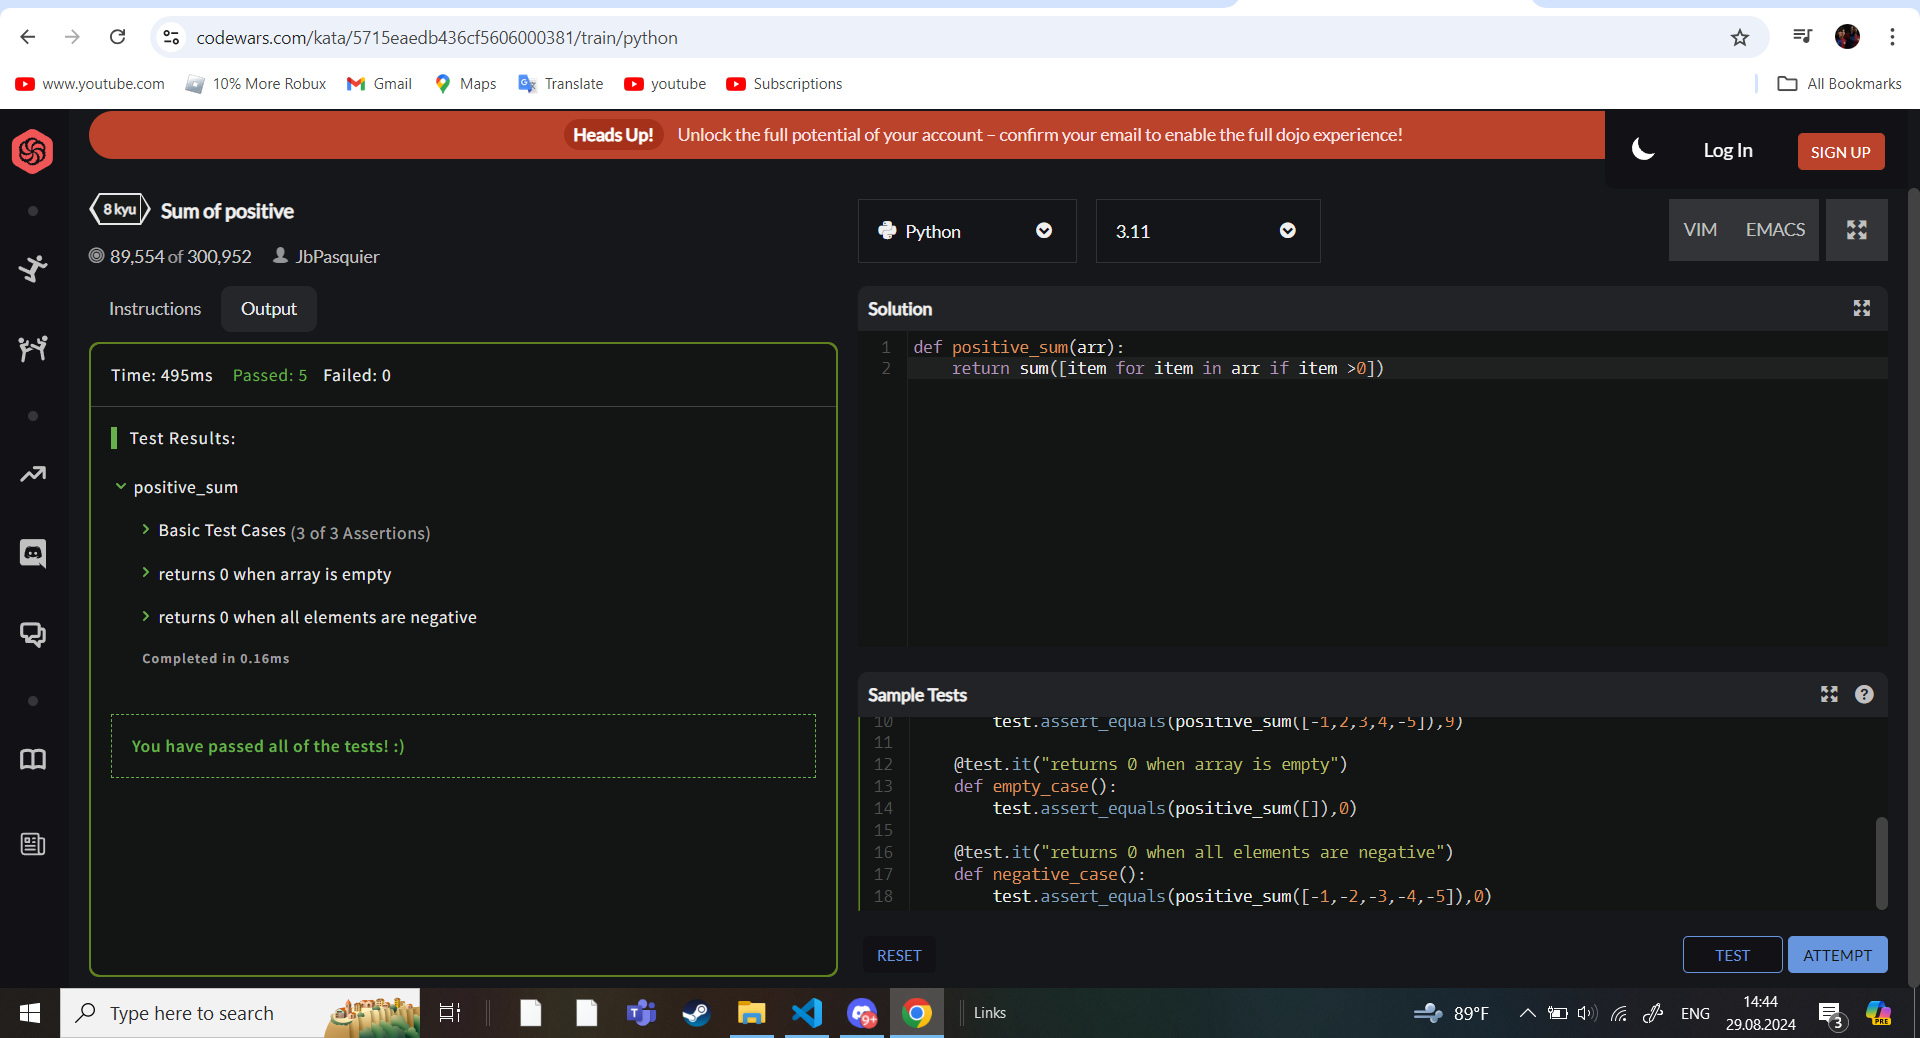 codewars.com/kata/5715eaedb436cf5606000381/train/python
www.youtube.com 10% More Robux Gmail Maps Translate youtube Subscriptions All Bookmarks
Heads Up! Unlock the full potential of your account – confirm your email to enable the full dojo experience!
Log In SIGN UP
8 kyu Sum of positive
89,554 of 300,952 JbPasquier
Python 3.11 VIM EMACS
Instructions Output
Time: 495ms Passed: 5 Failed: 0
Test Results:
positive_sum
Basic Test Cases (3 of 3 Assertions)
returns 0 when array is empty
returns 0 when all elements are negative
Completed in 0.16ms
You have passed all of the tests! :)
Solution
1 def positive_sum(arr):
2 return sum([item for item in arr if item >0])
Sample Tests
10 test.assert_equals(positive_sum([-1,2,3,4,-5]),9)
11
12 @test.it("returns 0 when array is empty")
13 def empty_case():
14 test.assert_equals(positive_sum([]),0)
15
16 @test.it("returns 0 when all elements are negative")
17 def negative_case():
18 test.assert_equals(positive_sum([-1,-2,-3,-4,-5]),0)
RESET TEST ATTEMPT
Type here to search 9+ Links 89°F ENG 14:44
29.08.2024 3 PRE